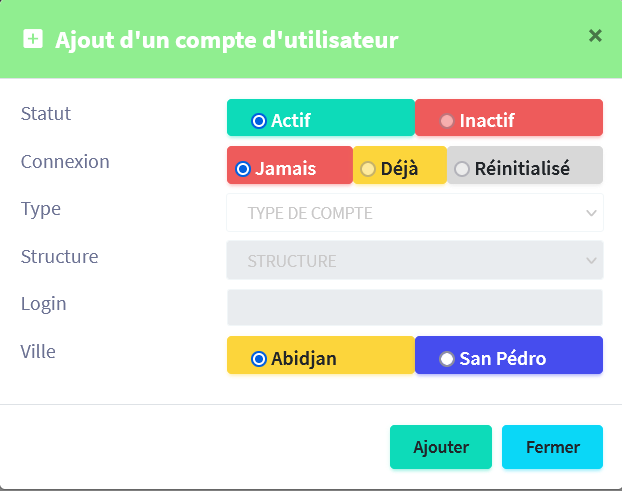 Ajout d'un compte d'utilisateur ×
Statut Actif Inactif
Connexion Jamais Déjà Réinitialisé
Type TYPE DE COMPTE
Structure STRUCTURE
Login
Ville Abidjan San Pédro
Ajouter Fermer